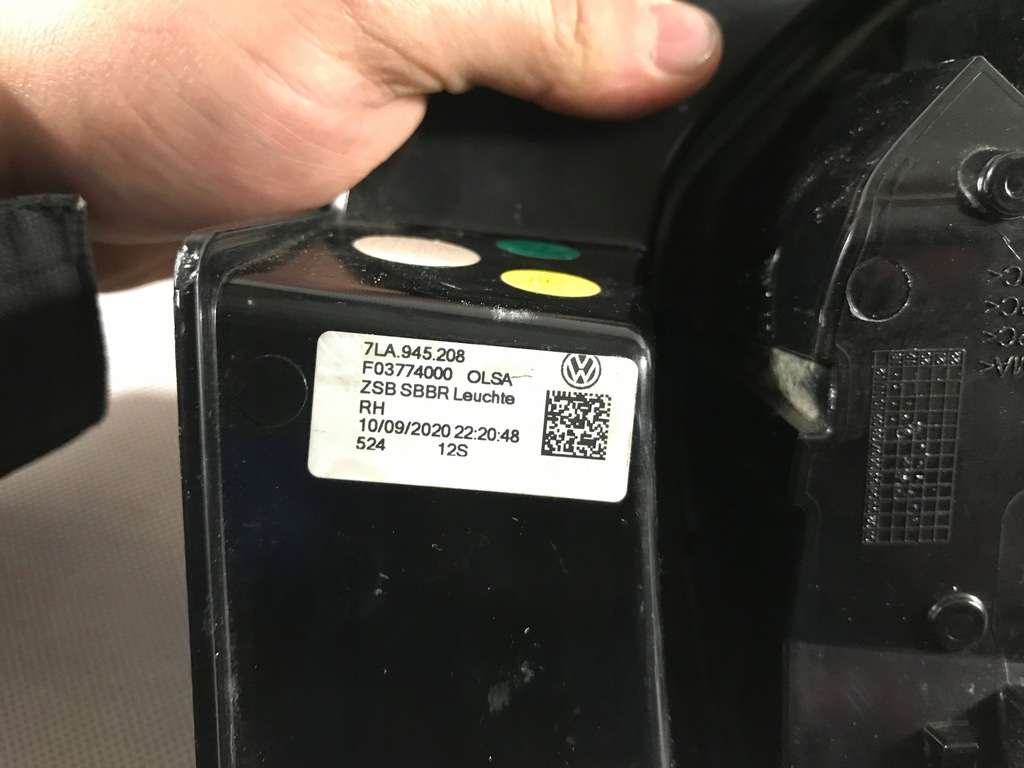 7LA.945.208
F03774000 OLSA
ZSB SBBR Leuchte
RH
10/09/2020 22:20:48
524 12S